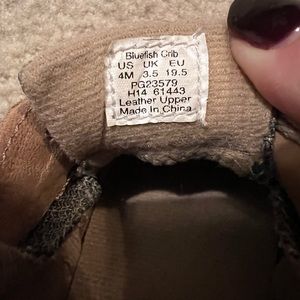 Bluefish Crib
US UK EU
4M 3.5 19.5
PG23579
H14 61443
Leather Upper
Made In China